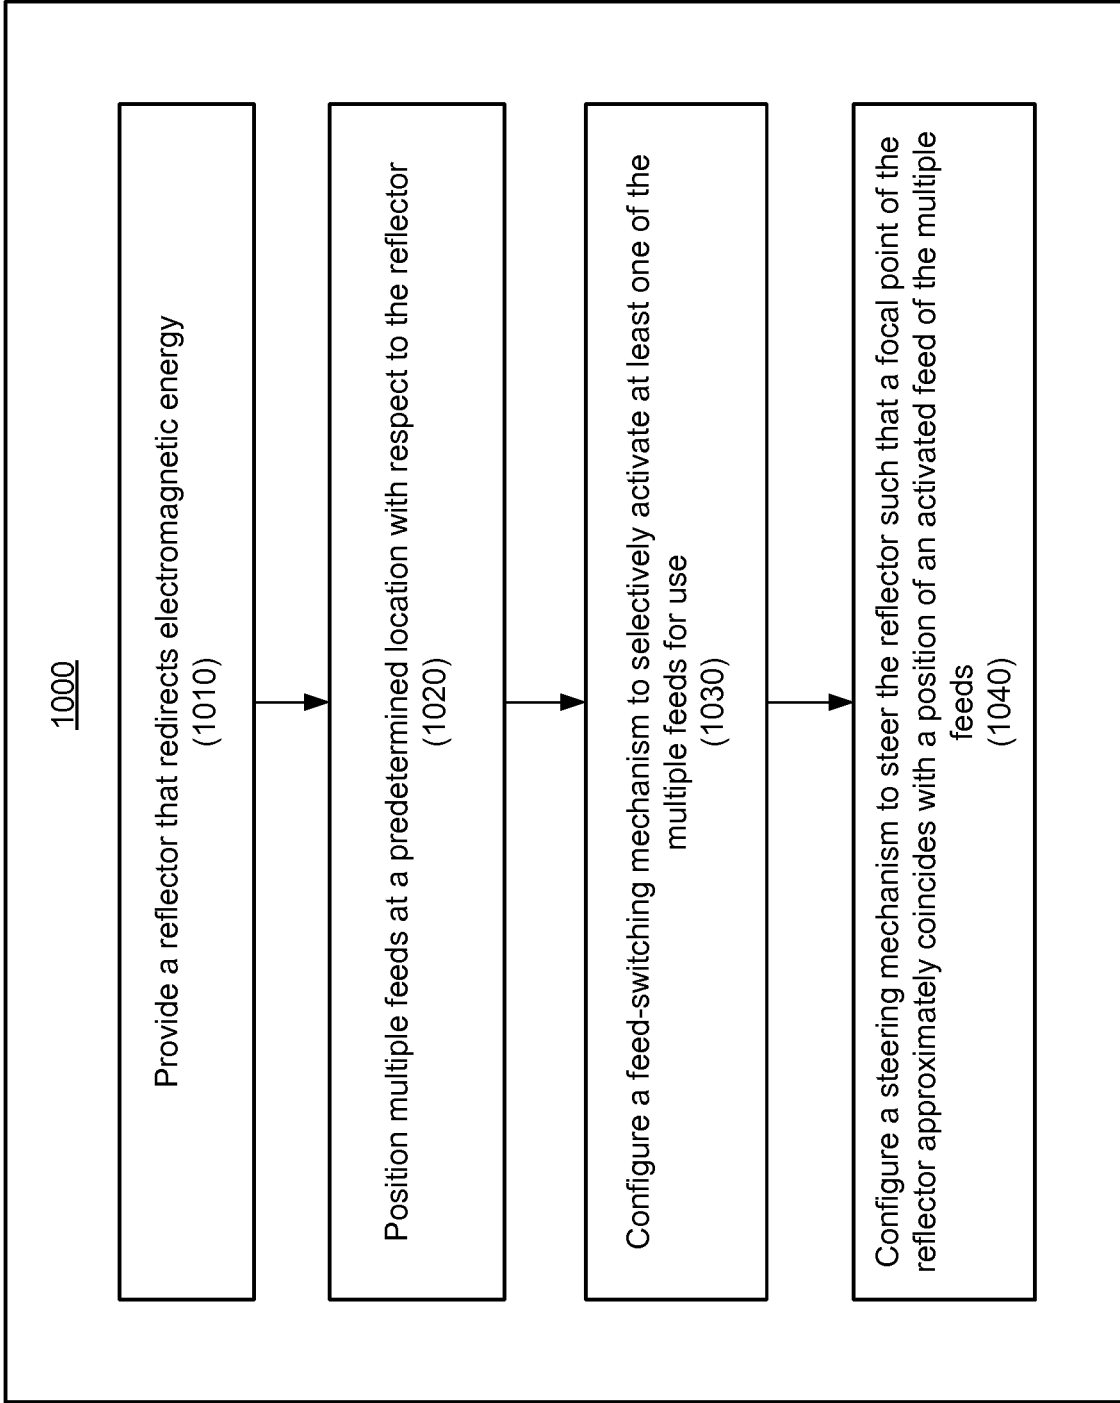 1000
Provide a reflector that redirects electromagnetic energy
(1010)
Position multiple feeds at a predetermined location with respect to the reflector
(1020)
Configure a feed-switching mechanism to selectively activate at least one of the
multiple feeds for use
(1030)
Configure a steering mechanism to steer the reflector such that a focal point of the
reflector approximately coincides with a position of an activated feed of the multiple
feeds
(1040)